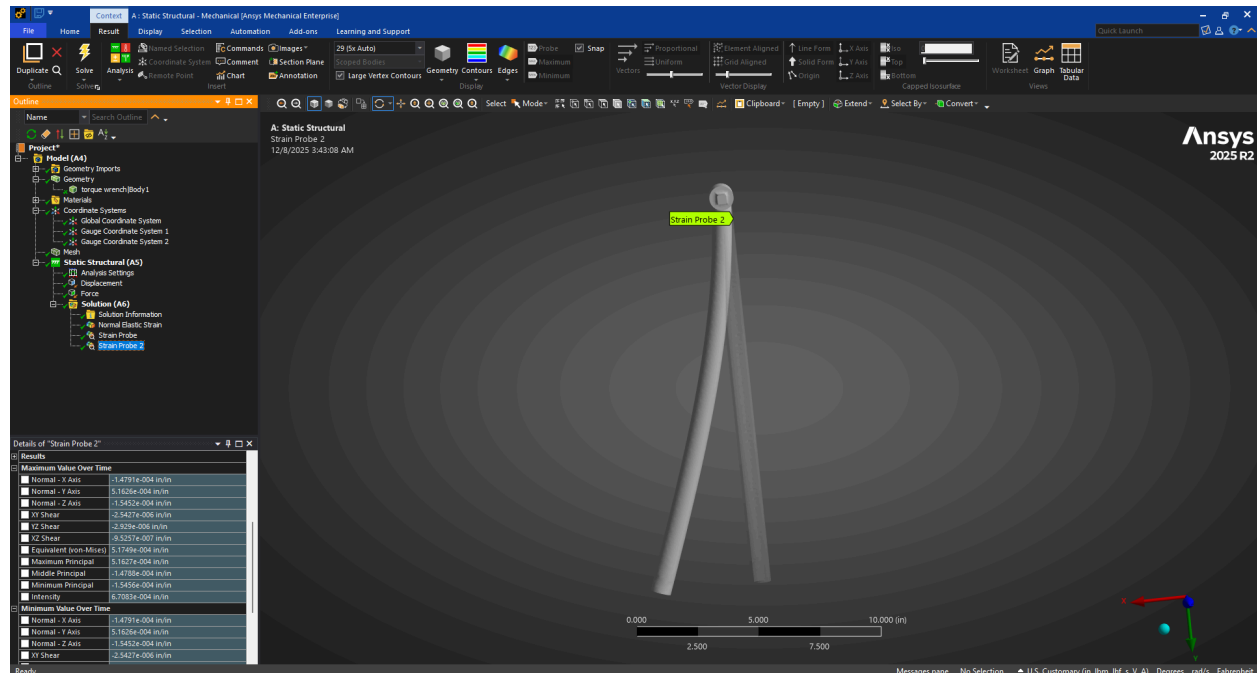 Context
A : Static Structural - Mechanical [Ansys Mechanical Enterprise]
File Home Result Display Selection Automation Add-ons Learning and Support
Quick Launch
Duplicate
Outline
Solve
Solver
Analysis
Named Selection
Coordinate System
Remote Point
Commands
Comment
Chart
Images
Section Plane
Annotation
Insert
29 (5x Auto)
Scoped Bodies
Large Vertex Contours
Geometry
Contours
Edges
Display
Probe
Maximum
Minimum
Snap
Vectors
Proportional
Uniform
Element Aligned
Grid Aligned
Line Form
Solid Form
Origin
X Axis
Y Axis
Z Axis
Vector Display
Iso
Top
Bottom
Capped Isosurface
Worksheet
Graph
Tabular Data
Views
Outline
Name
Search Outline
Select
Mode
Clipboard
[ Empty ]
Extend
Select By
Convert
Project*
Model (A4)
Geometry Imports
Geometry
torque wrench|Body1
Materials
Coordinate Systems
Global Coordinate System
Gauge Coordinate System 1
Gauge Coordinate System 2
Mesh
Static Structural (A5)
Analysis Settings
Displacement
Force
Solution (A6)
Solution Information
Normal Elastic Strain
Strain Probe
Strain Probe 2
A: Static Structural
Strain Probe 2
12/8/2025 3:43:08 AM
Ansys
2025 R2
Strain Probe 2
Details of "Strain Probe 2"
Results
Maximum Value Over Time
Normal - X Axis -1.4791e-004 in/in
Normal - Y Axis 5.1626e-004 in/in
Normal - Z Axis -1.5452e-004 in/in
XY Shear -2.5427e-006 in/in
YZ Shear -2.929e-006 in/in
XZ Shear -9.5257e-007 in/in
Equivalent (von-Mises) 5.1749e-004 in/in
Maximum Principal 5.1627e-004 in/in
Middle Principal -1.4788e-004 in/in
Minimum Principal -1.5456e-004 in/in
Intensity 6.7083e-004 in/in
Minimum Value Over Time
Normal - X Axis -1.4791e-004 in/in
Normal - Y Axis 5.1626e-004 in/in
Normal - Z Axis -1.5452e-004 in/in
XY Shear -2.5427e-006 in/in
0.000 5.000 10.000 (in)
2.500 7.500
X
Y
Ready
Messages pane No Selection U.S. Customary (in, lbm, lbf, s, V, A) Degrees rad/s Fahrenheit